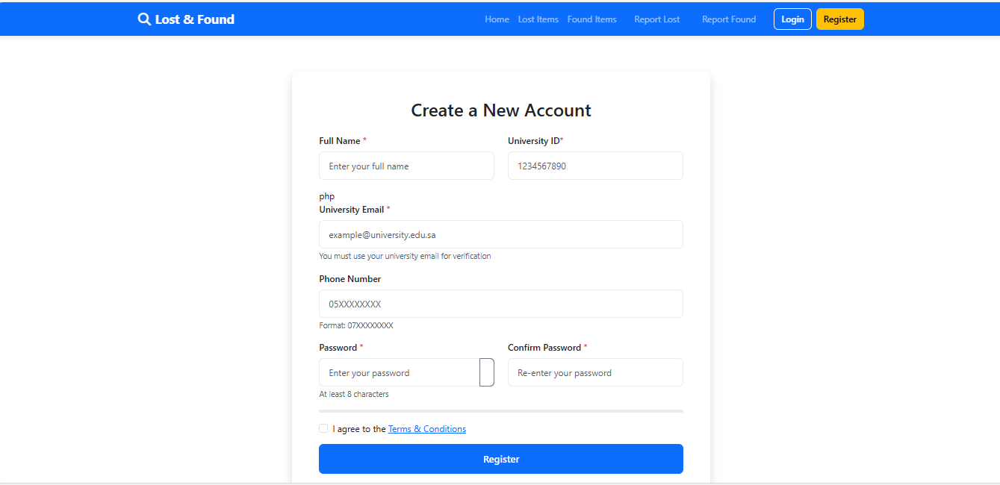 Lost & Found
Home Lost Items Found Items Report Lost Report Found Login Register
Create a New Account
Full Name * University ID*
Enter your full name 1234567890
php
University Email *
example@university.edu.sa
You must use your university email for verification
Phone Number
05XXXXXXXX
Format: 07XXXXXXXX
Password * Confirm Password *
Enter your password Re-enter your password
At least 8 characters
I agree to the Terms & Conditions
Register